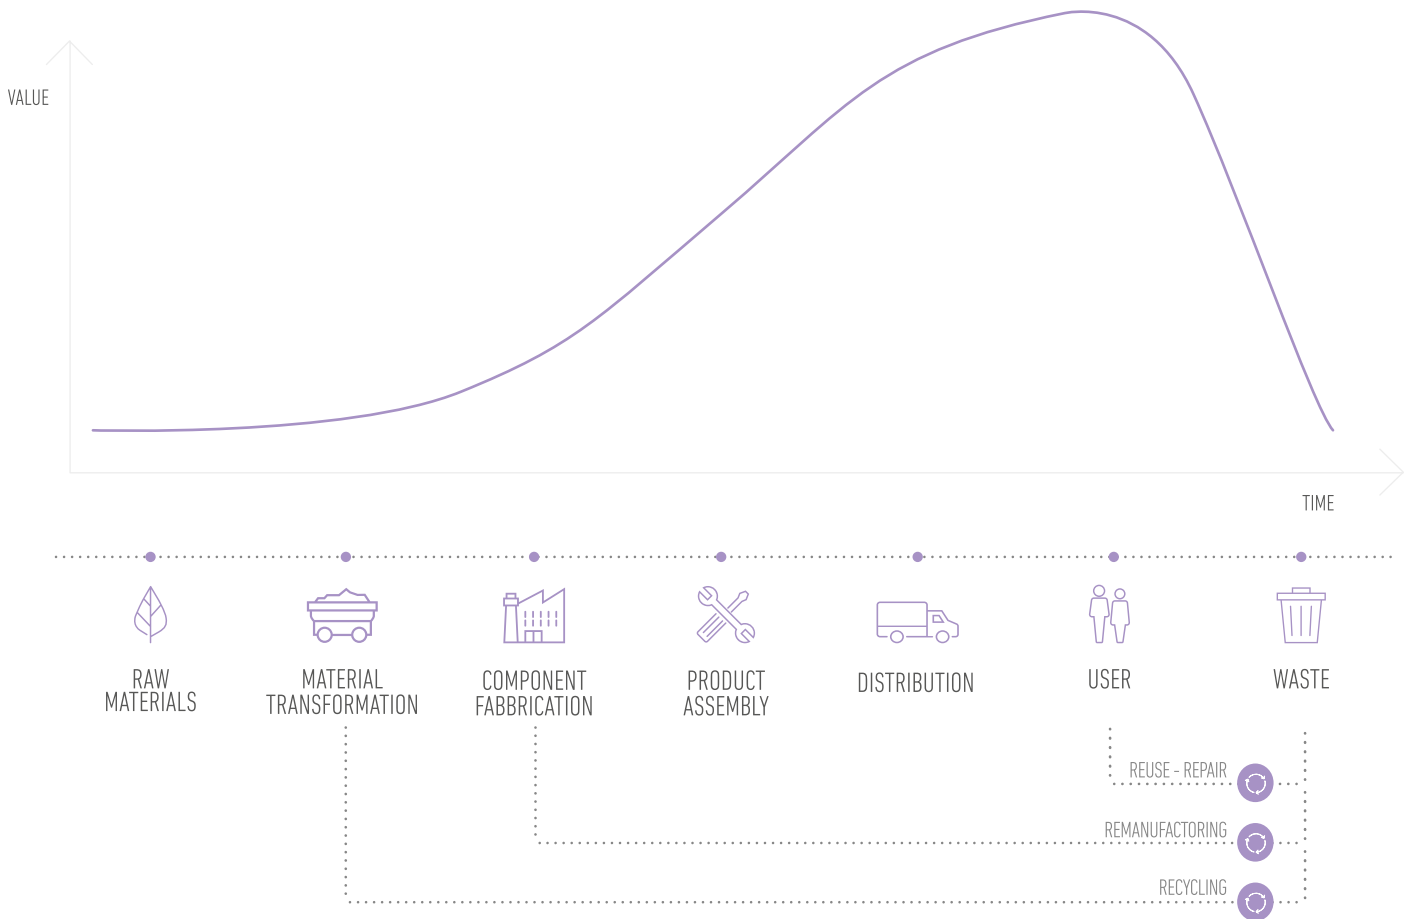 VALUE
TIME
RAW
MATERIALS
MATERIAL
TRANSFORMATION
COMPONENT
FABBRICATION
PRODUCT
ASSEMBLY
DISTRIBUTION
USER
WASTE
REUSE - REPAIR
REMANUFACTORING
RECYCLING